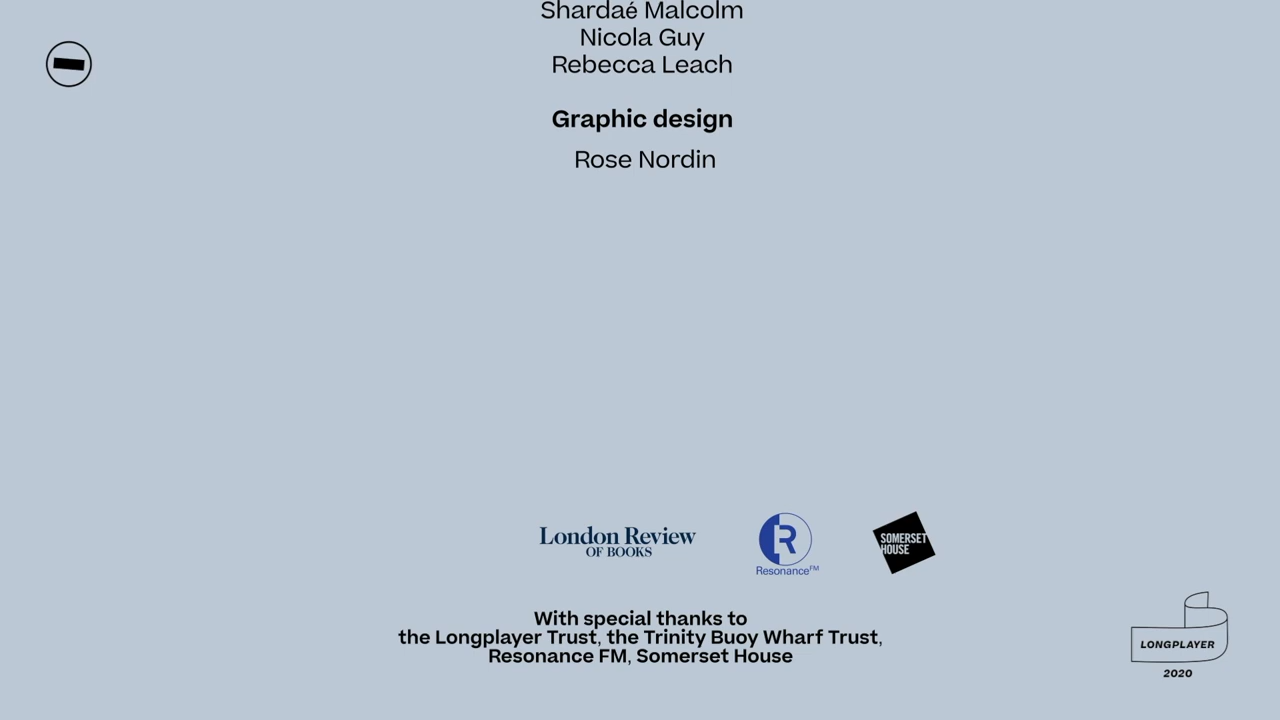 Shardaé Malcolm
Nicola Guy
Rebecca Leach
Graphic design
Rose Nordin
London Review
OF BOOKS
R
Resonance FM
SOMERSET
HOUSE
With special thanks to
the Longplayer Trust, the Trinity Buoy Wharf Trust,
Resonance FM, Somerset House
LONGPLAYER
2020